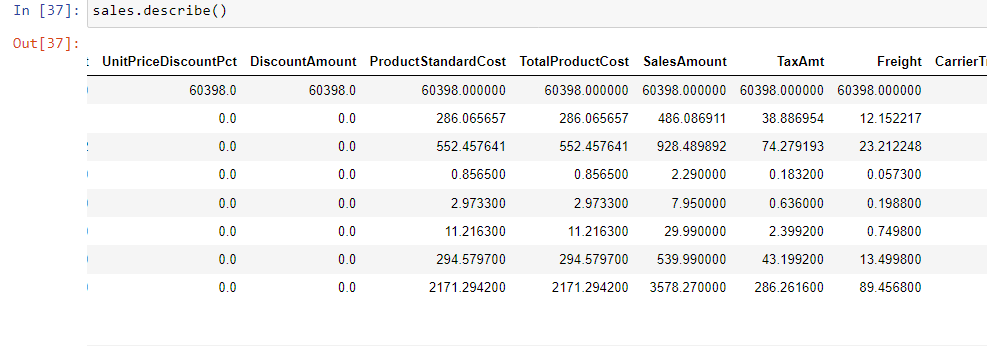 In [37]: sales.describe()
Out[37]:
UnitPriceDiscountPct DiscountAmount ProductStandardCost TotalProductCost SalesAmount TaxAmt Freight
60398.0 60398.0 60398.000000 60398.000000 60398.000000 60398.000000 60398.000000
0.0 0.0 286.065657 286.065657 486.086911 38.886954 12.152217
0.0 0.0 552.457641 552.457641 928.489892 74.279193 23.212248
0.0 0.0 0.856500 0.856500 2.290000 0.183200 0.057300
0.0 0.0 2.973300 2.973300 7.950000 0.636000 0.198800
0.0 0.0 11.216300 11.216300 29.990000 2.399200 0.749800
0.0 0.0 294.579700 294.579700 539.990000 43.199200 13.499800
0.0 0.0 2171.294200 2171.294200 3578.270000 286.261600 89.456800